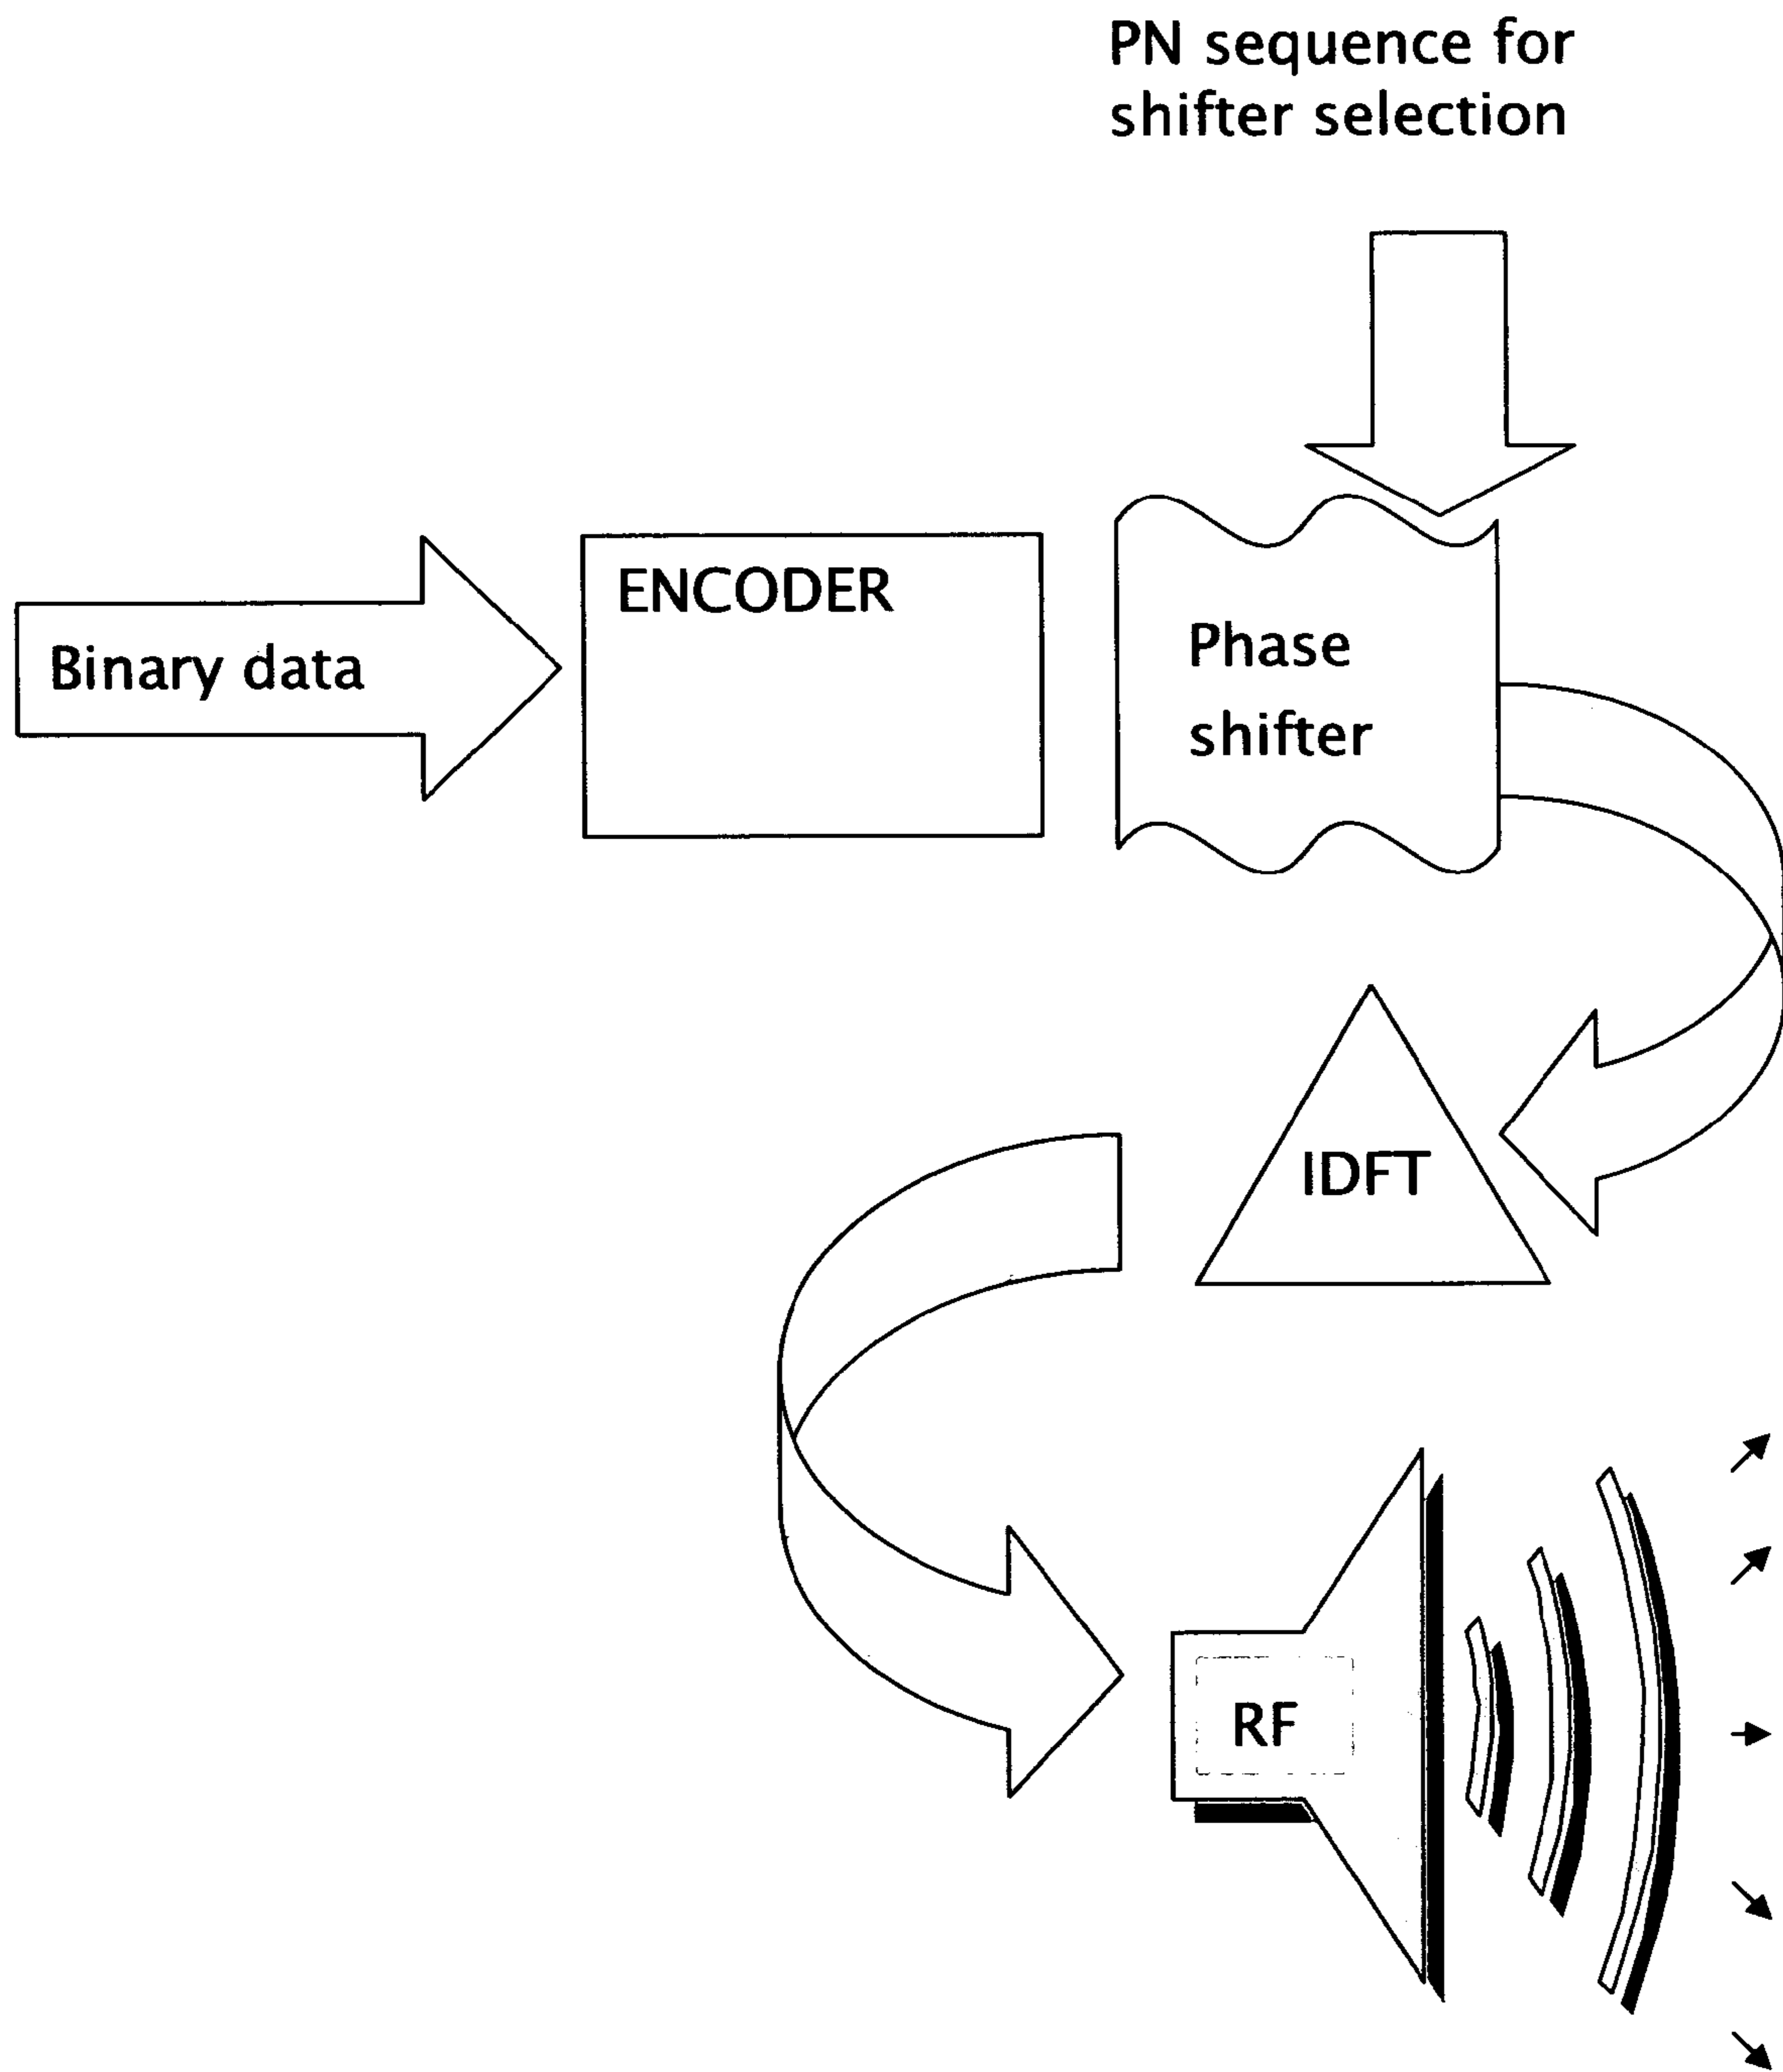 PN sequence for
shifter selection
Binary data
ENCODER
Phase
shifter
IDFT
RF